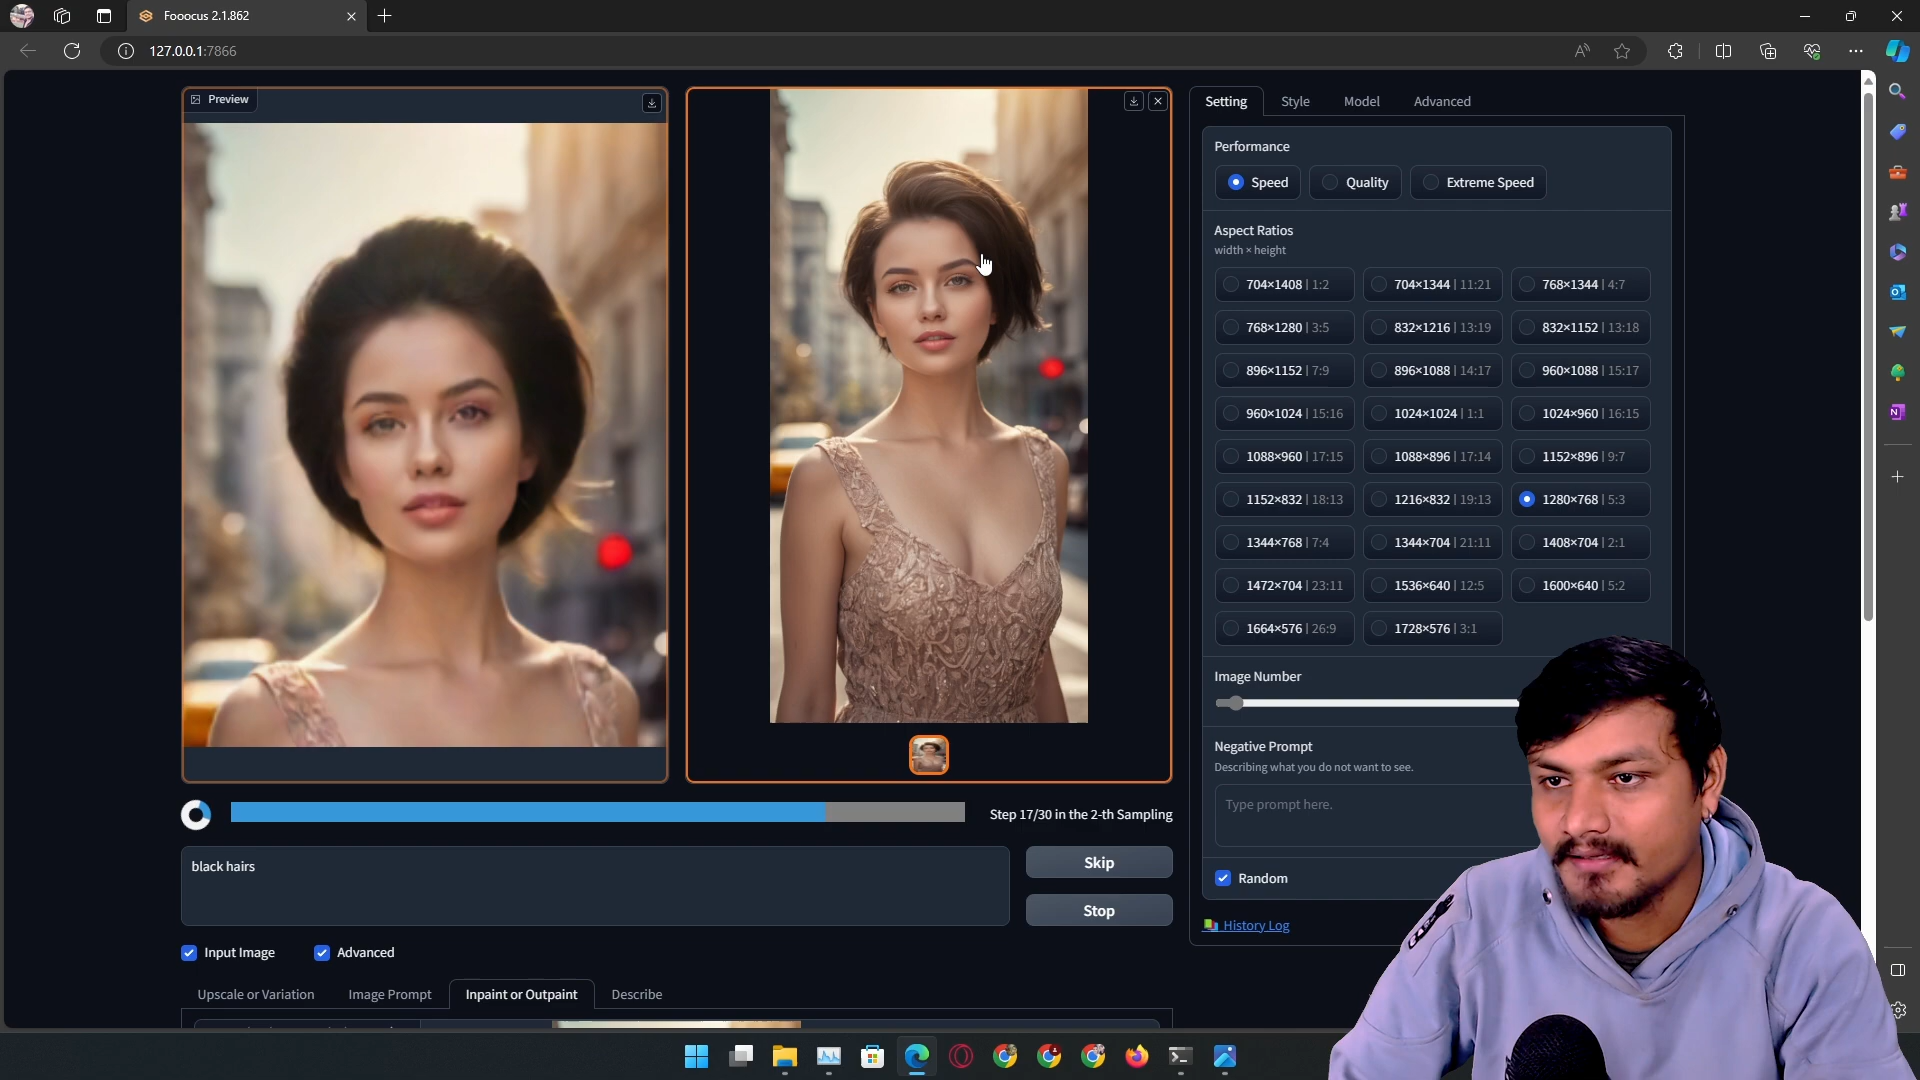 Fooocus 2.1.862
127.0.0.1:7866
Preview
Setting
Style
Model
Advanced
Performance
Speed
Quality
Extreme Speed
Aspect Ratios
width × height
704×1408 | 1:2
704×1344 | 11:21
768×1344 | 4:7
768×1280 | 3:5
832×1216 | 13:19
832×1152 | 13:18
896×1152 | 7:9
896×1088 | 14:17
960×1088 | 15:17
960×1024 | 15:16
1024×1024 | 1:1
1024×960 | 16:15
1088×960 | 17:15
1088×896 | 17:14
1152×896 | 9:7
1152×832 | 18:13
1216×832 | 19:13
1280×768 | 5:3
1344×768 | 7:4
1344×704 | 21:11
1408×704 | 2:1
1472×704 | 23:11
1536×640 | 12:5
1600×640 | 5:2
1664×576 | 26:9
1728×576 | 3:1
Image Number
Negative Prompt
Describing what you do not want to see.
Type prompt here.
Random
History Log
Step 17/30 in the 2-th Sampling
black hairs
Skip
Stop
Input Image
Advanced
Upscale or Variation
Image Prompt
Inpaint or Outpaint
Describe